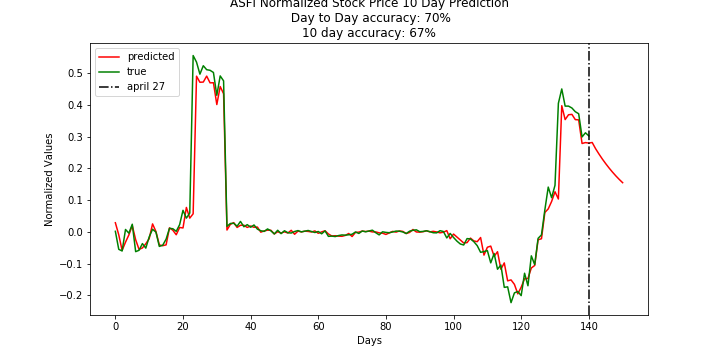 ASFI Normalized Stock Price 10 Day Prediction
Day to Day accuracy: 70%
10 day accuracy: 67%
predicted
true
april 27
Normalized Values
0.5
0.4
0.3
0.2
0.1
0.0
−0.1
−0.2
0
20
40
60
80
100
120
140
Days